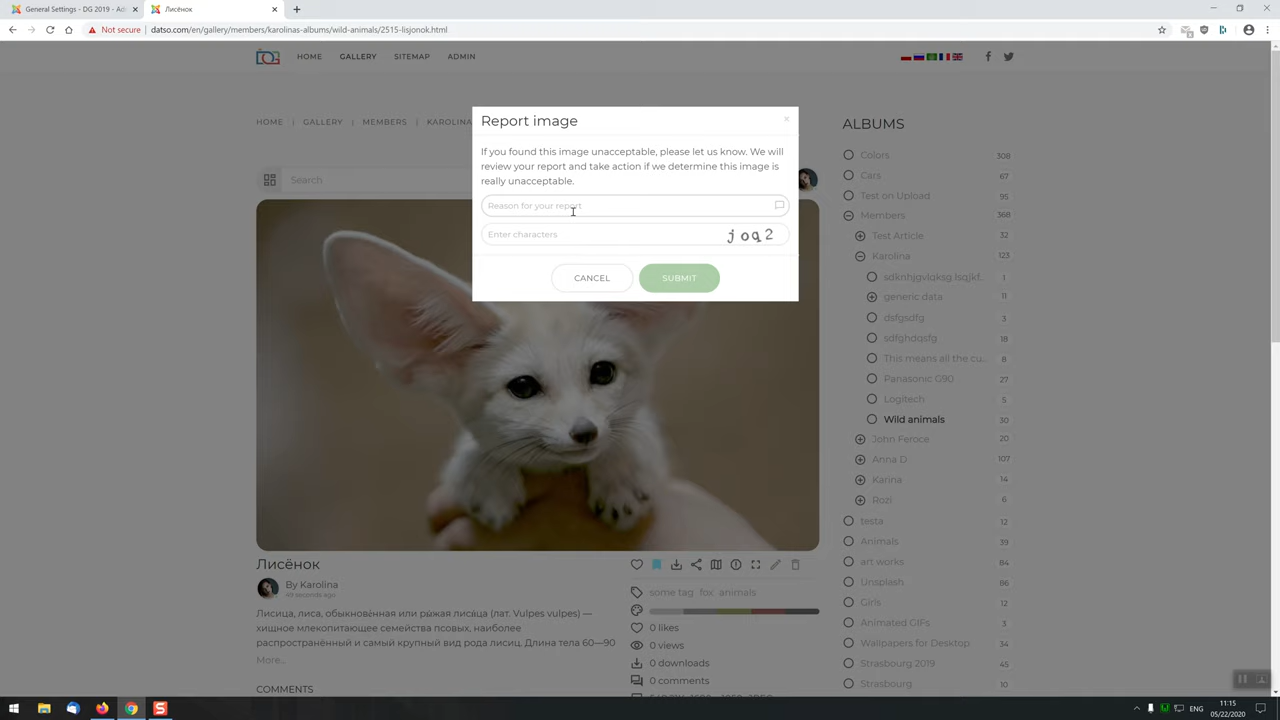 General Settings - DG 2019 - Ad
Лисёнок
Not secure
datso.com/en/gallery/members/karolinas-albums/wild-animals/2515-lisjonok.html
HOME
GALLERY
SITEMAP
ADMIN
HOME | GALLERY | MEMBERS | KAROLINA
Search
Report image
If you found this image unacceptable, please let us know. We will
review your report and take action if we determine this image is
really unacceptable.
Reason for your report
Enter characters
joq2
CANCEL
SUBMIT
ALBUMS
Colors 308
Cars 67
Test on Upload 95
Members 368
Test Article 32
Karolina 123
1
generic data 11
dsfgsdfg 3
sdfghdqsfg 18
This means all the cu... 8
Panasonic G90 27
Logitech 5
Wild animals 30
John Feroce 20
Anna D 107
Karina 14
Rozi 6
testa 12
Animals 39
art works 84
Unsplash 86
Girls 12
Animated GIFs 3
Wallpapers for Desktop 34
Strasbourg 2019 45
Strasbourg 10
Лисёнок
By Karolina
seconds ago
Лисица, лиса, обыкнове́нная или ры́жая лиси́ца (лат. Vulpes vulpes) —
хищное млекопитающее семейства псовых, наиболее
распространённый и самый крупный вид рода лисиц. Длина тела 60—90
More...
COMMENTS
some tag fox animals
0 likes
0 views
0 downloads
0 comments
ENG
11:15
05/22/2020